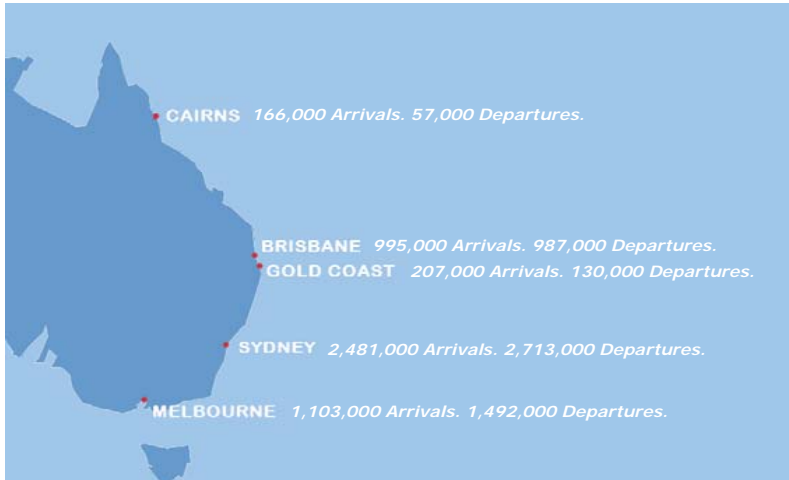 CAIRNS 166,000 Arrivals. 57,000 Departures.
BRISBANE 995,000 Arrivals. 987,000 Departures.
GOLD COAST 207,000 Arrivals. 130,000 Departures.
SYDNEY 2,481,000 Arrivals. 2,713,000 Departures.
MELBOURNE 1,103,000 Arrivals. 1,492,000 Departures.